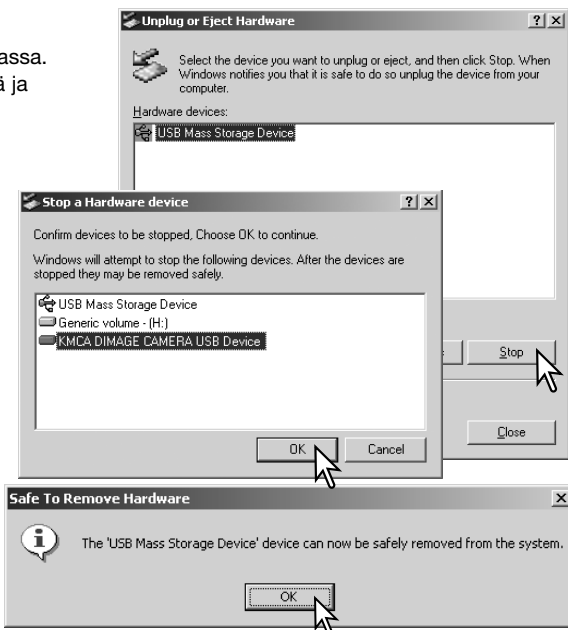 assa.
ä ja
Unplug or Eject Hardware
Select the device you want to unplug or eject, and then click Stop. When
Windows notifies you that it is safe to do so unplug the device from your
computer.
Hardware devices:
USB Mass Storage Device
Stop
Close
Stop a Hardware device
Confirm devices to be stopped, Choose OK to continue.
Windows will attempt to stop the following devices. After the devices are
stopped they may be removed safely.
USB Mass Storage Device
Generic volume - (H:)
KMCA DIMAGE CAMERA USB Device
OK
Cancel
Safe To Remove Hardware
The 'USB Mass Storage Device' device can now be safely removed from the system.
OK